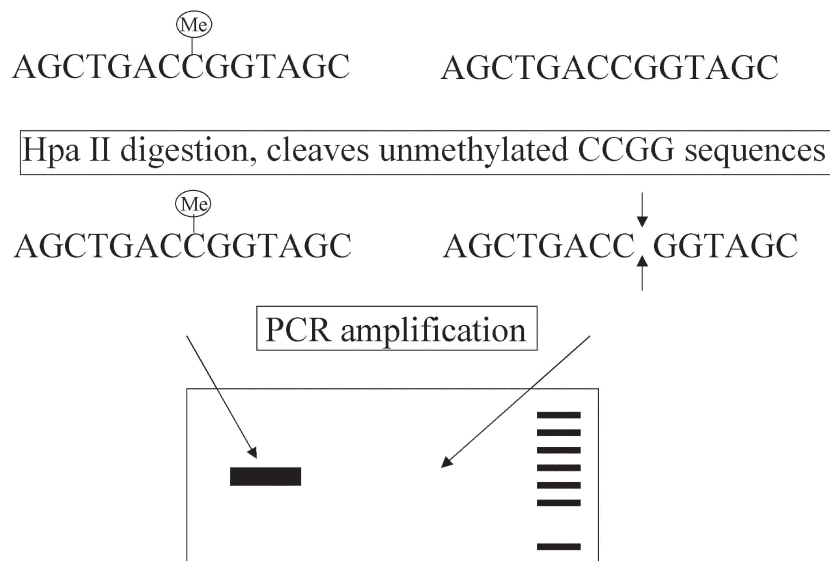 Me
AGCTGACCGGTAGC AGCTGACCGGTAGC
Hpa II digestion, cleaves unmethylated CCGG sequences
Me
AGCTGACCGGTAGC AGCTGACC GGTAGC
PCR amplification